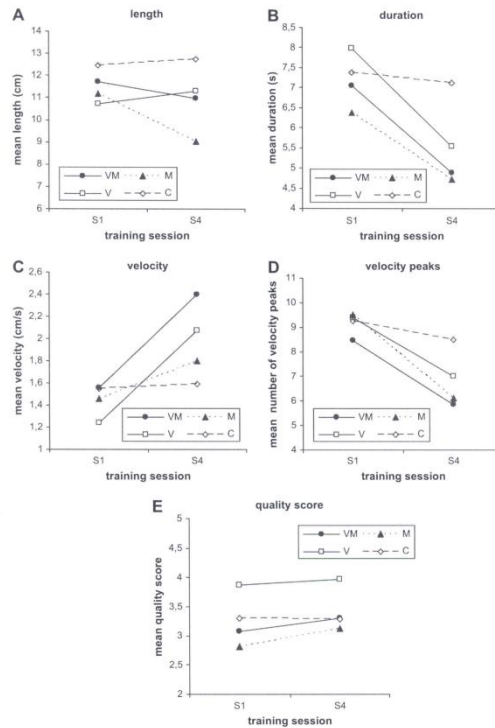 A length
mean length (cm)
13
12
11
10
9
8
7
6
VM M
V C
S1 S4
training session
B duration
mean duration (s)
8,5
8
7,5
7
6,5
6
5,5
5
4,5
4
VM M
V C
S1 S4
training session
C velocity
mean velocity (cm/s)
2,6
2,4
2,2
2
1,8
1,6
1,4
1,2
1
VM M
V C
S1 S4
training session
D velocity peaks
mean number of velocity peaks
11
10
9
8
7
6
5
4
VM M
V C
S1 S4
training session
E quality score
mean quality score
5
4,5
4
3,5
3
2,5
2
VM M
V C
S1 S4
training session